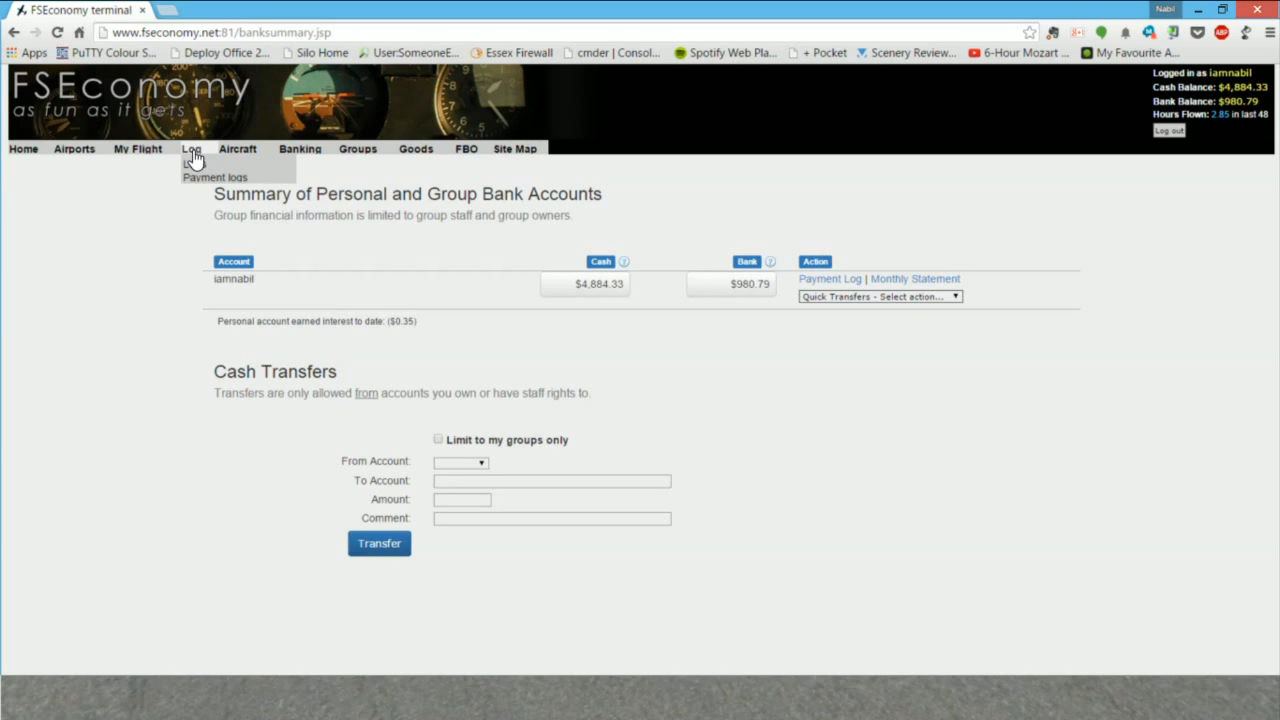 FSEconomy terminal
Nabil
www.fseconomy.net:81/banksummary.jsp
Apps PuTTY Colour S... Deploy Office 2... Silo Home User:SomeoneE... Essex Firewall cmder | Consol... Spotify Web Pla... + Pocket Scenery Review... 6-Hour Mozart ... My Favourite A...
FSEconomy
as fun as it gets
Logged in as iamnabil
Cash Balance: $4,884.33
Bank Balance: $980.79
Hours Flown: 2.85 in last 48
Log out
Home Airports My Flight Log Aircraft Banking Groups Goods FBO Site Map
Payment logs
Summary of Personal and Group Bank Accounts
Group financial information is limited to group staff and group owners.
Account Cash ? Bank ? Action
iamnabil $4,884.33 $980.79 Payment Log | Monthly Statement
Quick Transfers - Select action...
Personal account earned interest to date: ($0.35)
Cash Transfers
Transfers are only allowed from accounts you own or have staff rights to.
Limit to my groups only
From Account:
To Account:
Amount:
Comment:
Transfer